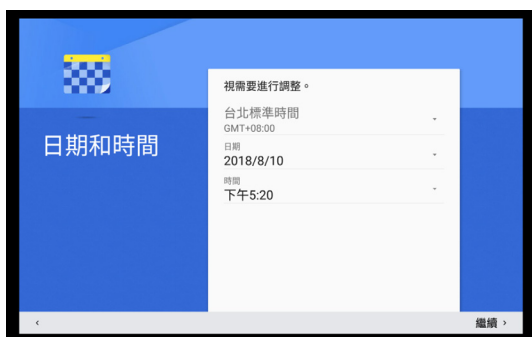 日期和時間
視需要進行調整。
台北標準時間
GMT+08:00
日期
2018/8/10
時間
下午5:20
繼續